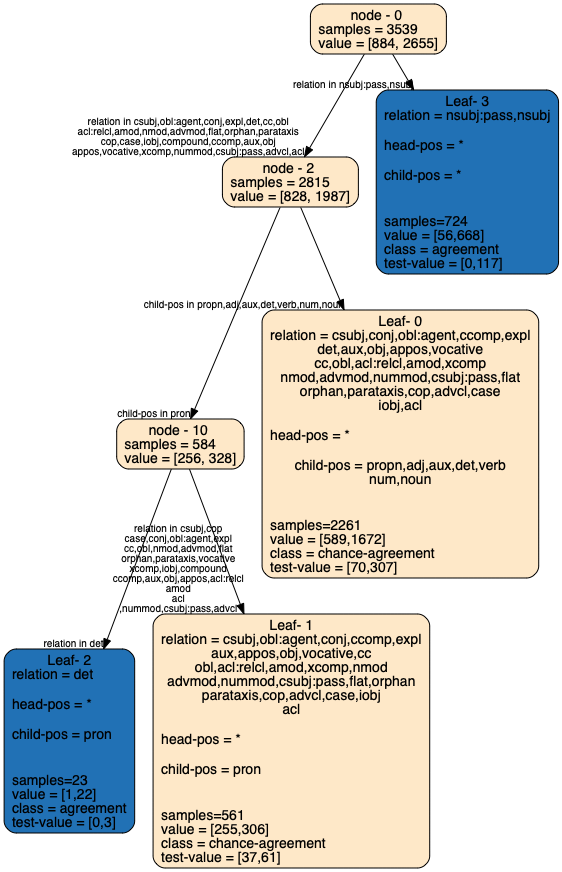 node - 0
samples = 3539
value = [884, 2655]
relation in nsubj:pass,nsubj
relation in csubj,obl:agent,conj,expl,det,cc,obl
acl:relcl,amod,nmod,advmod,flat,orphan,parataxis
cop,case,iobj,compound,ccomp,aux,obj
appos,vocative,xcomp,nummod,csubj:pass,advcl,acl
Leaf- 3
relation = nsubj:pass,nsubj
head-pos = *
child-pos = *
samples=724
value = [56,668]
class = agreement
test-value = [0,117]
node - 2
samples = 2815
value = [828, 1987]
child-pos in propn,adj,aux,det,verb,num,noun
Leaf- 0
relation = csubj,conj,obl:agent,ccomp,expl
det,aux,obj,appos,vocative
cc,obl,acl:relcl,amod,xcomp
nmod,advmod,nummod,csubj:pass,flat
orphan,parataxis,cop,advcl,case
iobj,acl
head-pos = *
child-pos = propn,adj,aux,det,verb
num,noun
samples=2261
value = [589,1672]
class = chance-agreement
test-value = [70,307]
child-pos in pron
node - 10
samples = 584
value = [256, 328]
relation in csubj,cop
case,conj,obl:agent,expl
cc,obl,nmod,advmod,flat
orphan,parataxis,vocative
xcomp,iobj,compound
ccomp,aux,obj,appos,acl:relcl
amod
acl
,nummod,csubj:pass,advcl
relation in det
Leaf- 2
relation = det
head-pos = *
child-pos = pron
samples=23
value = [1,22]
class = agreement
test-value = [0,3]
Leaf- 1
relation = csubj,obl:agent,conj,ccomp,expl
aux,appos,obj,vocative,cc
obl,acl:relcl,amod,xcomp,nmod
advmod,nummod,csubj:pass,flat,orphan
parataxis,cop,advcl,case,iobj
acl
head-pos = *
child-pos = pron
samples=561
value = [255,306]
class = chance-agreement
test-value = [37,61]